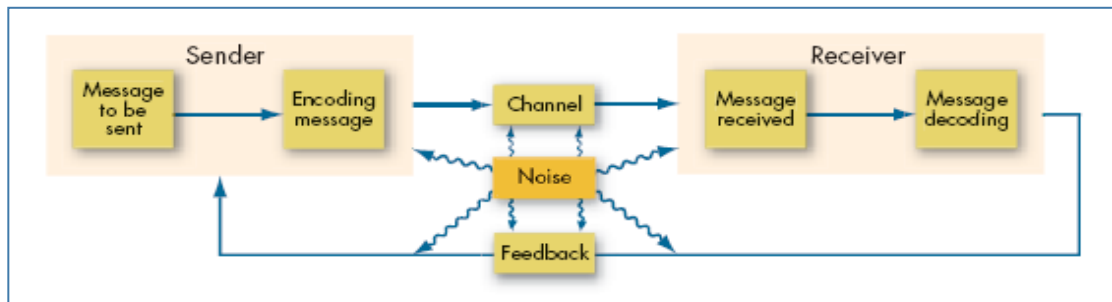 Sender
Message
to be
sent
Encoding
message
Channel
Noise
Feedback
Receiver
Message
received
Message
decoding